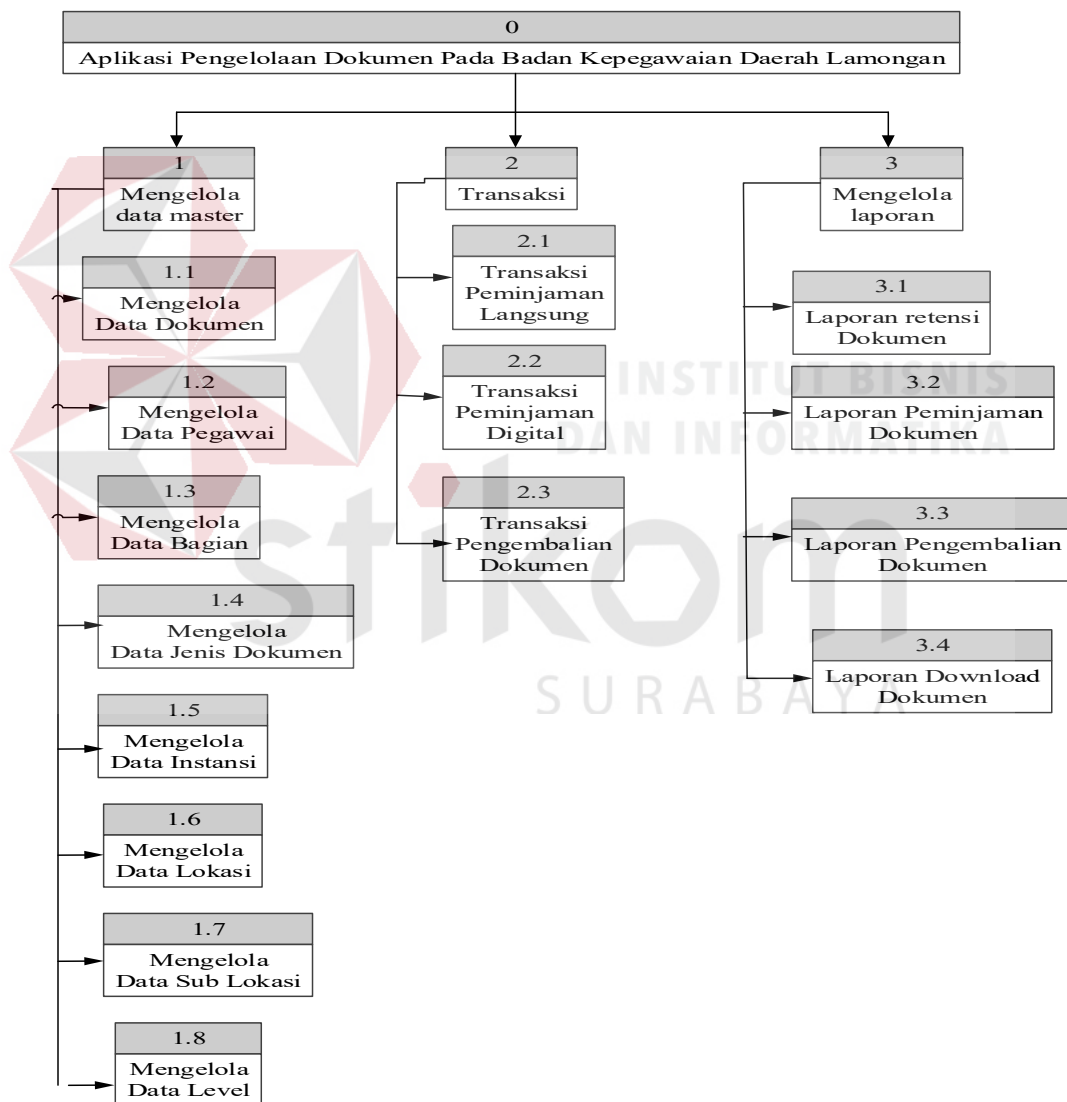 0
Aplikasi Pengelolaan Dokumen Pada Badan Kepegawaian Daerah Lamongan
1
Mengelola
data master
1.1
Mengelola
Data Dokumen
1.2
Mengelola
Data Pegawai
1.3
Mengelola
Data Bagian
1.4
Mengelola
Data Jenis Dokumen
1.5
Mengelola
Data Instansi
1.6
Mengelola
Data Lokasi
1.7
Mengelola
Data Sub Lokasi
1.8
Mengelola
Data Level
2
Transaksi
2.1
Transaksi
Peminjaman
Langsung
2.2
Transaksi
Peminjaman
Digital
2.3
Transaksi
Pengembalian
Dokumen
3
Mengelola
laporan
3.1
Laporan retensi
Dokumen
3.2
Laporan Peminjaman
Dokumen
3.3
Laporan Pengembalian
Dokumen
3.4
Laporan Download
Dokumen
INSTITUT BISNIS
DAN INFORMATIKA
stikom
SURABAYA